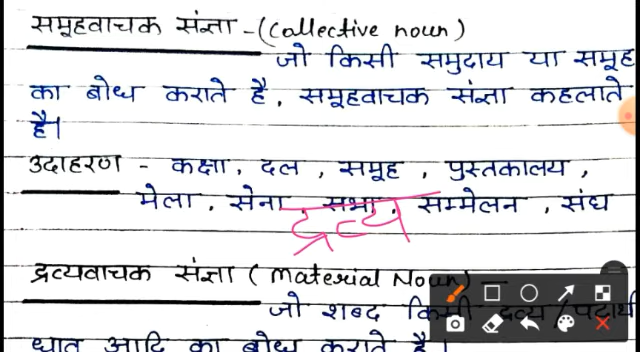 समूहवाचक संज्ञा - (Collective noun)
जो किसी समुदाय या समूह
का बोध कराते है, समूहवाचक संज्ञा कहलाते
है।
उदाहरण - कक्षा, दल, समूह, पुस्तकालय,
मेला, सेना, सभा, सम्मेलन, संघ
द्रव्य
द्रव्यवाचक संज्ञा (Material Noun) -
जो शब्द किसी द्रव्य/पदार्थ
धातु आदि का बोध कराते है।